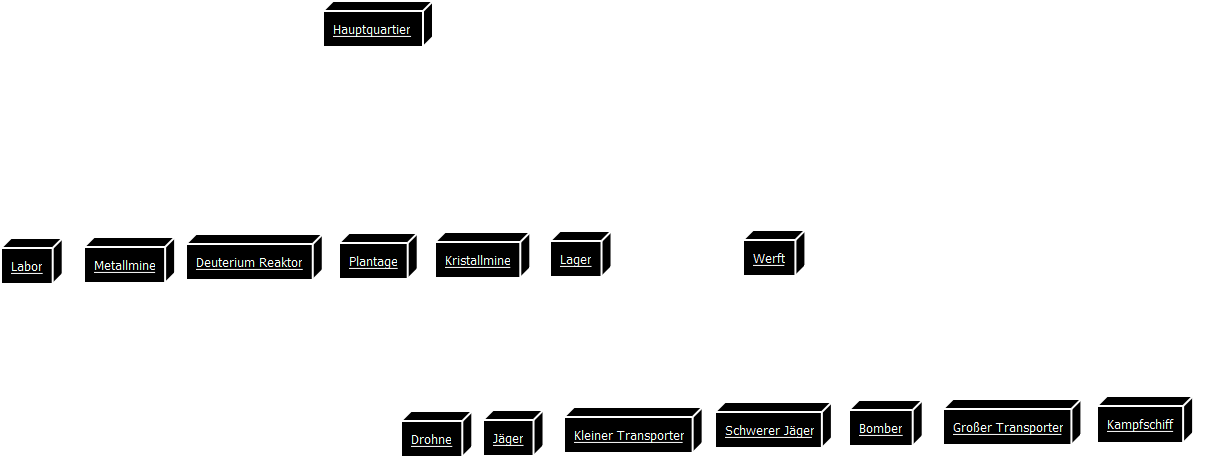 Hauptquartier
Labor
Metallmine
Deuterium Reaktor
Plantage
Kristallmine
Lager
Werft
Drohne
Jäger
Kleiner Transporter
Schwerer Jäger
Bomber
Großer Transporter
Kampfschiff